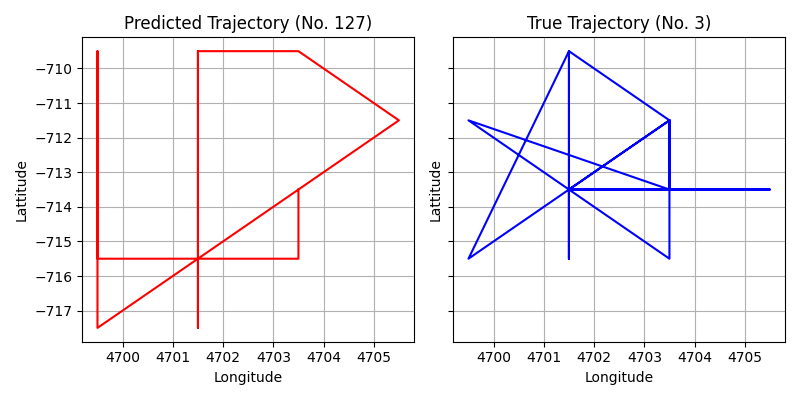 Predicted Trajectory (No. 127)
True Trajectory (No. 3)
Lattitude
−710
−711
−712
−713
−714
−715
−716
−717
4700 4701 4702 4703 4704 4705
Longitude
Lattitude
4700 4701 4702 4703 4704 4705
Longitude